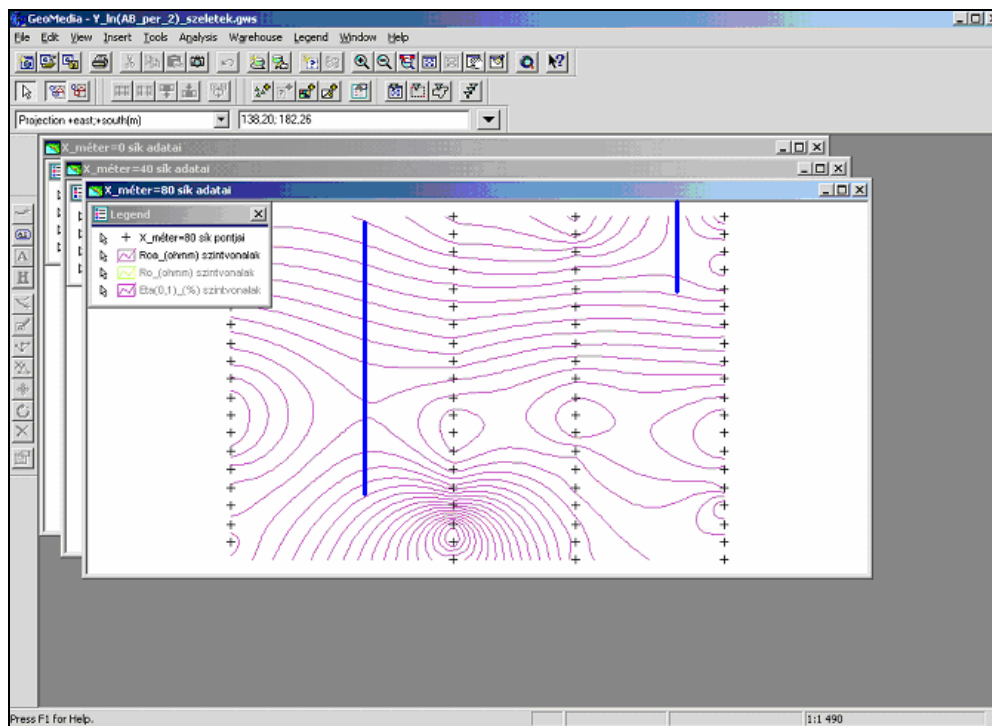 GeoMedia - Y_ln(AB_per_2)_szeletek.gws
File Edit View Insert Tools Analysis Warehouse Legend Window Help
Projection +east;+south(m)
138.20; 182.26
X_méter=0 sík adatai
X_méter=40 sík adatai
X_méter=80 sík adatai
Legend
X_méter=80 sík pontjai
Roa_(ohmm) szintvonalak
Ro_(ohmm) szintvonalak
Eta(0,1)_(%) szintvonalak
A
H
Press F1 for Help.
1:1 490